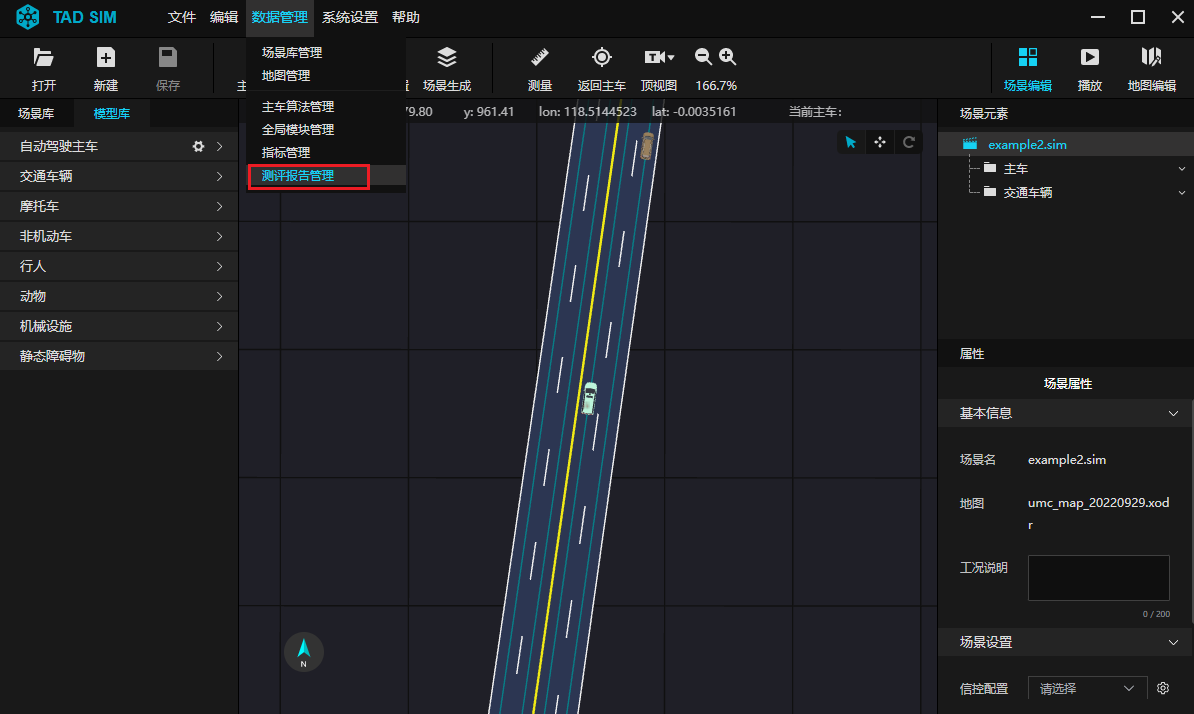 TAD SIM
文件 编辑 数据管理 系统设置 帮助
打开 新建 保存 主 置 场景生成 测量 返回主车 顶视图 166.7% 场景编辑 播放 地图编辑
场景库管理
地图管理
主车算法管理
全局模块管理
指标管理
测评报告管理
场景库 模型库
79.80 y: 961.41 lon: 118.5144523 lat: -0.0035161 当前主车:
自动驾驶主车
交通车辆
摩托车
非机动车
行人
动物
机械设施
静态障碍物
N
场景元素
example2.sim
主车
交通车辆
属性
场景属性
基本信息
场景名 example2.sim
地图 umc_map_20220929.xod
r
工况说明
0 / 200
场景设置
信控配置 请选择